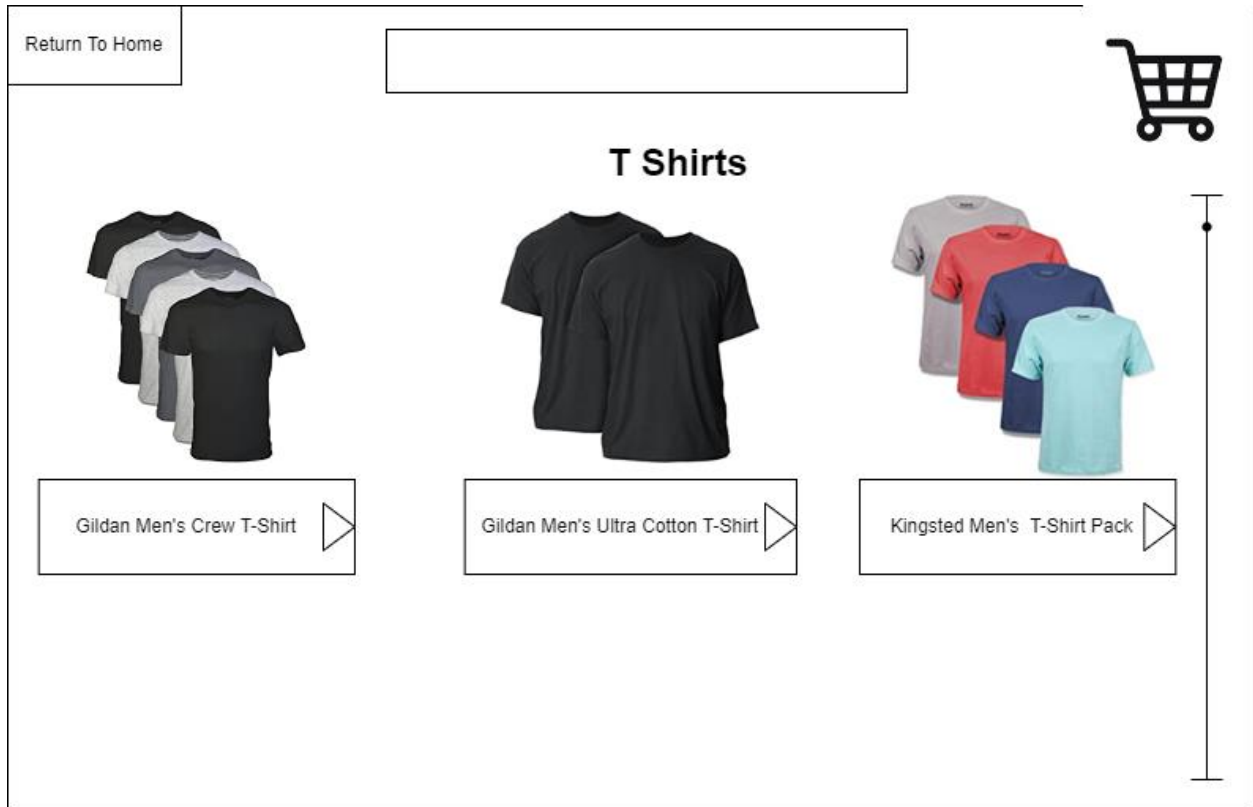 Return To Home
T Shirts
Gildan Men's Crew T-Shirt
Gildan Men's Ultra Cotton T-Shirt
Kingsted Men's  T-Shirt Pack